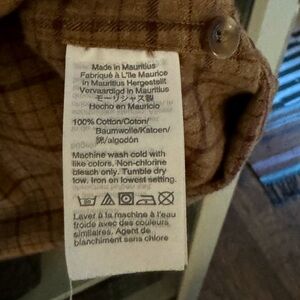 Made in Mauritius
Fabriqué à L'Ile Maurice
in Mauritius Hergestellt
Vervaardigd in Mauritius
モーリシャス製
Hecho en Mauricio
100% Cotton/Coton/
Baumwolle/Katoen/
綿/algodón
Machine wash cold with
like colors. Non-chlorine
bleach only. Tumble dry
low. Iron on lowest setting.
Laver à la machine à l'eau
froide avec des couleurs
similaires. Agent de
blanchiment sans chlore